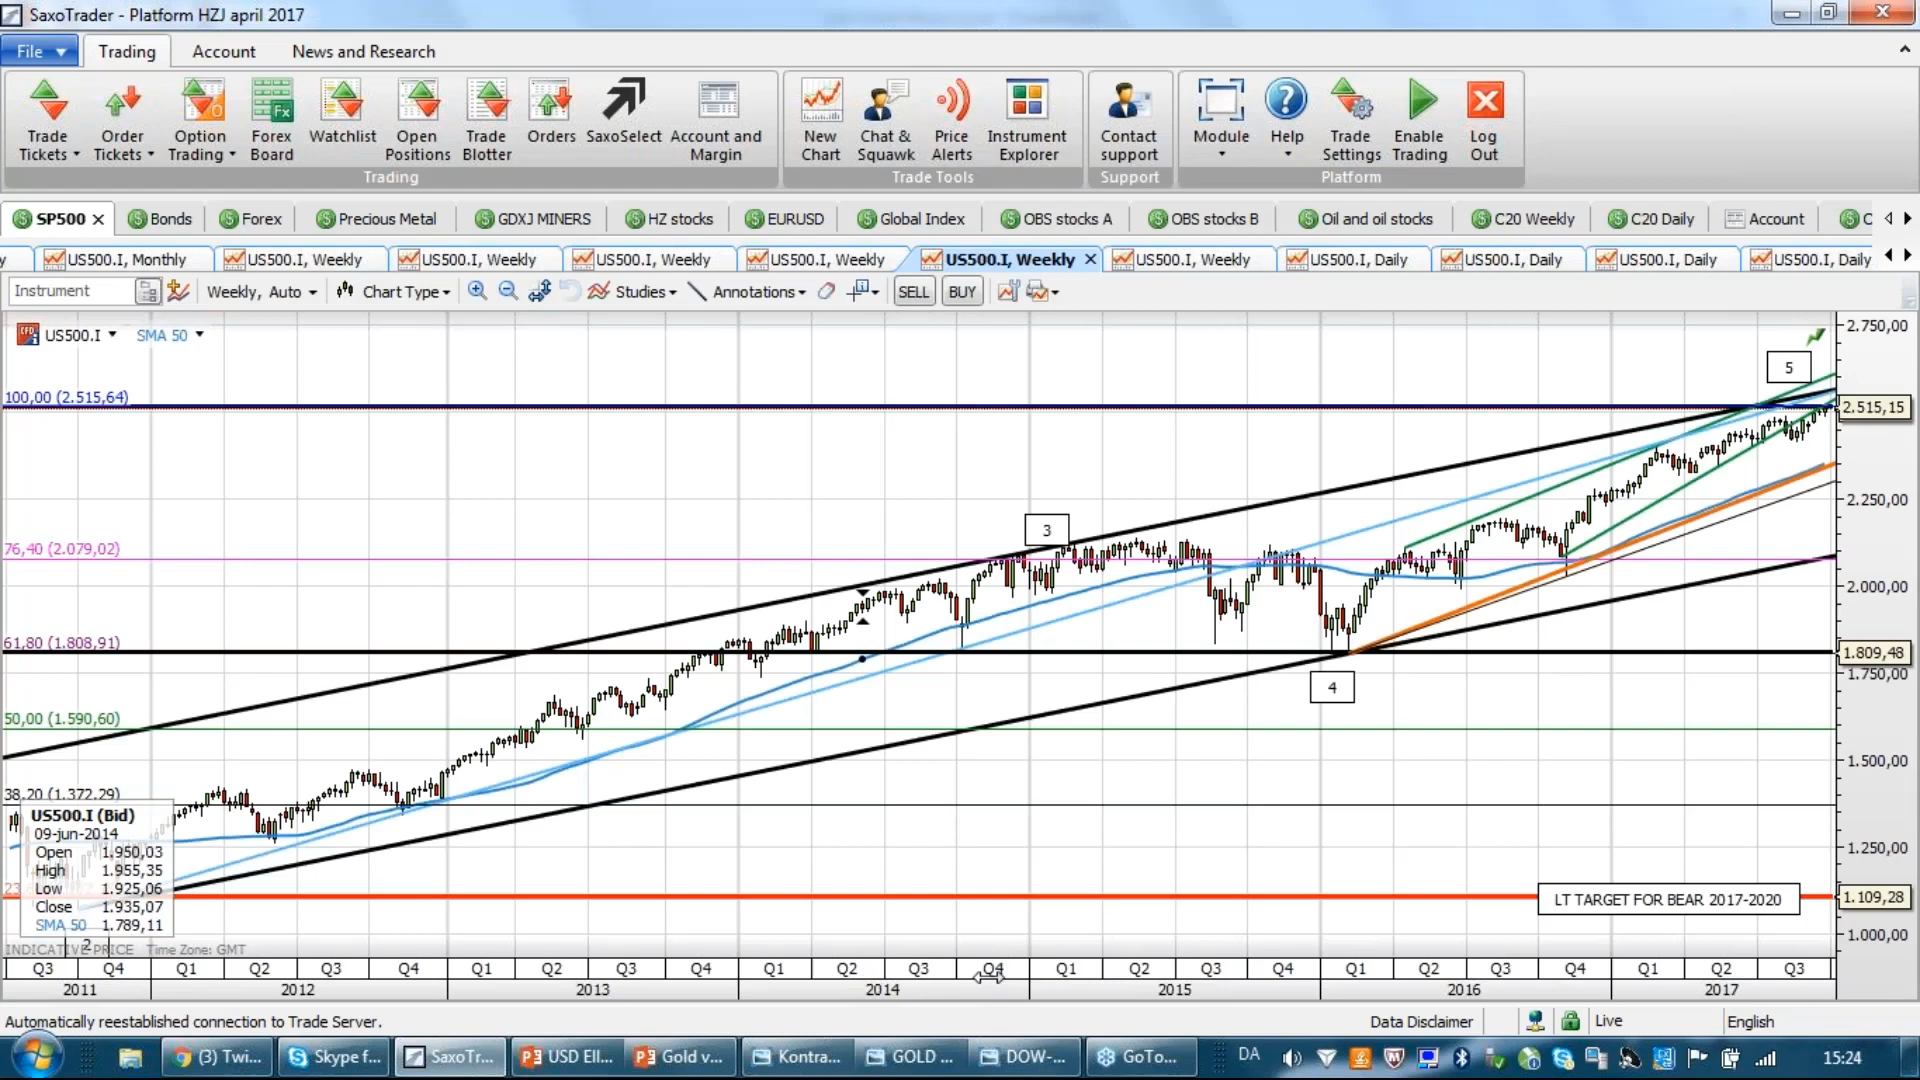 SaxoTrader - Platform HZJ april 2017
File Trading Account News and Research
Trade Tickets
Order Tickets
Option Trading
Forex Board
Watchlist
Open Positions
Trade Blotter
Orders
SaxoSelect
Account and Margin
New Chart
Chat & Squawk
Price Alerts
Instrument Explorer
Contact support
Module
Help
Trade Settings
Enable Trading
Log Out
Trading
Trade Tools
Support
Platform
SP500 Bonds Forex Precious Metal GDXJ MINERS HZ stocks EURUSD Global Index OBS stocks A OBS stocks B Oil and oil stocks C20 Weekly C20 Daily Account C
y US500.I, Monthly US500.I, Weekly US500.I, Weekly US500.I, Weekly US500.I, Weekly US500.I, Weekly US500.I, Weekly US500.I, Daily US500.I, Daily US500.I, Daily US500.I, Daily
Instrument Weekly, Auto Chart Type Studies Annotations SELL BUY
US500.I SMA 50
2.750,00
5
100,00 (2.515,64)
2.515,15
2.250,00
3
76,40 (2.079,02)
2.000,00
61,80 (1.808,91)
1.809,48
1.750,00
4
50,00 (1.590,60)
1.500,00
38,20 (1.372,29)
US500.I (Bid)
09-jun-2014
Open 1.950,03
High 1.955,35
Low 1.925,06
Close 1.935,07
SMA 50 1.789,11
1.250,00
LT TARGET FOR BEAR 2017-2020
1.109,28
1.000,00
2
INDICATIVE PRICE Time Zone: GMT
Q3 Q4 Q1 Q2 Q3 Q4 Q1 Q2 Q3 Q4 Q1 Q2 Q3 Q4 Q1 Q2 Q3 Q4 Q1 Q2 Q3 Q4 Q1 Q2 Q3
2011 2012 2013 2014 2015 2016 2017
Automatically reestablished connection to Trade Server.
Data Disclaimer Live English
(3) Twi... Skype f... SaxoTr... USD Ell... Gold v... Kontra... GOLD ... DOW-... GoTo... DA 15:24